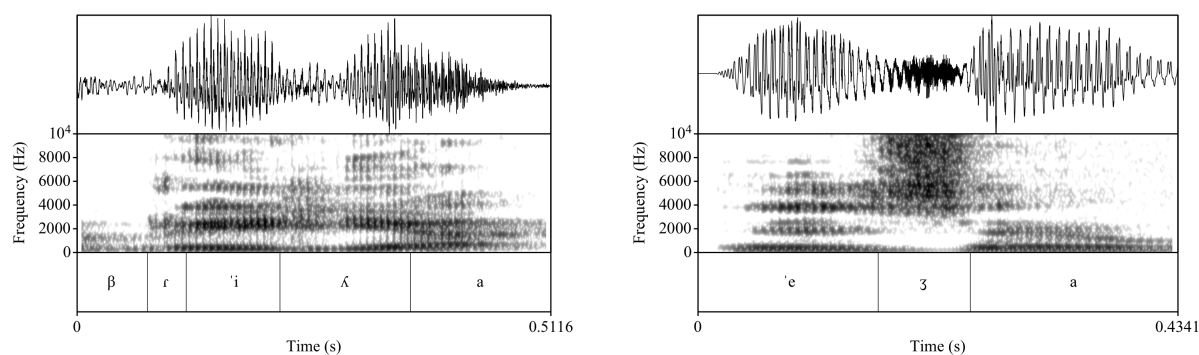 10⁴
8000
6000
4000
2000
0
Frequency (Hz)
β ɾ ˈi ʎ a
0 0.5116
Time (s)
10⁴
8000
6000
4000
2000
0
Frequency (Hz)
ˈe ʒ a
0 0.4341
Time (s)